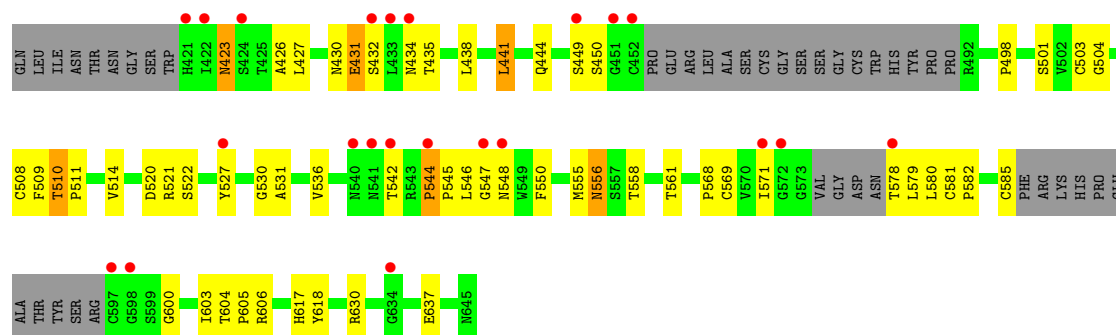 GLN LEU ILE ASN THR ASN GLY SER TRP H421 I422 N423 S424 T425 A426 L427 N430 E431 S432 L433 N434 T435 L438 L441 Q444 S449 S450 G451 C452 PRO GLU ARG LEU ALA SER CYS GLY SER SER GLY CYS TRP HIS TYR PRO PRO R492 P498 S501 V502 C503 G504
C508 F509 T510 P511 V514 D520 R521 S522 Y527 G530 A531 V536 N540 N541 T542 R543 P544 P545 L546 G547 N548 W549 F550 M555 N556 S557 T558 T561 P568 C569 V570 I571 G572 G573 VAL GLY ASP ASN T578 L579 L580 C581 P582 C585 PHE ARG LYS HIS PRO
ALA THR TYR SER ARG C597 G598 S599 G600 I603 T604 P605 R606 H617 Y618 R630 G634 E637 N645